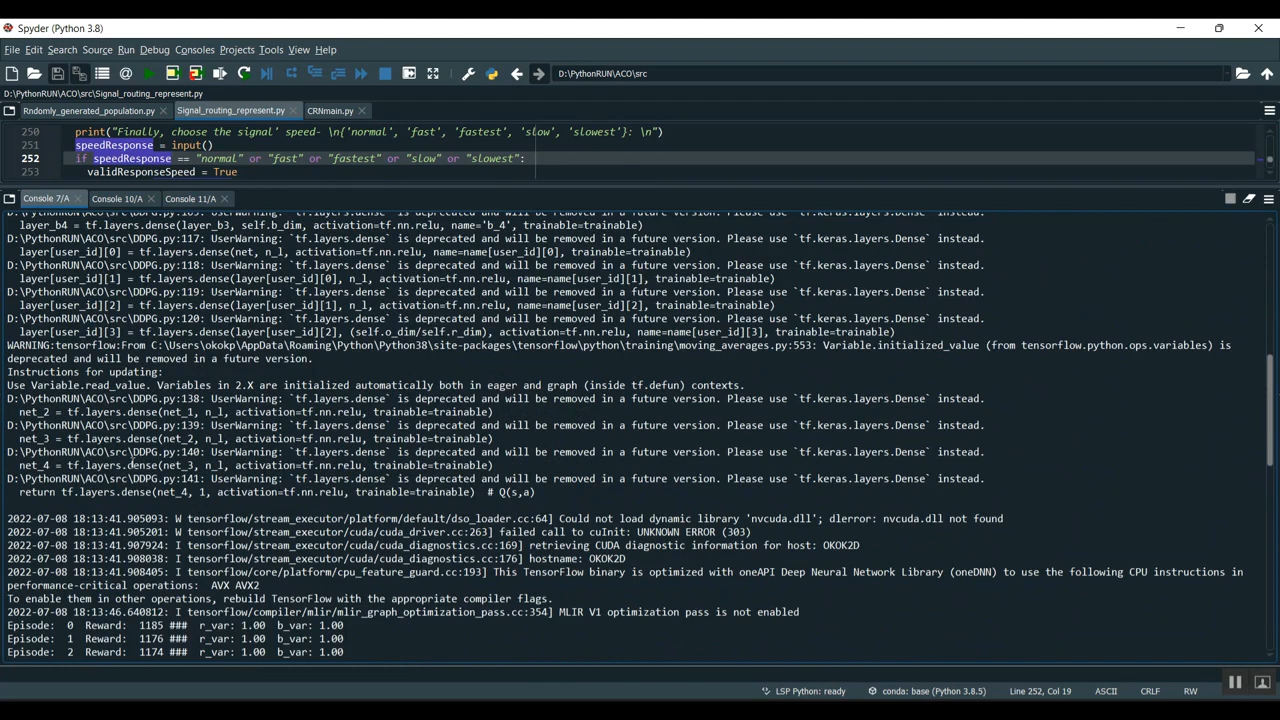 Spyder (Python 3.8)
File Edit Search Source Run Debug Consoles Projects Tools View Help
D:\PythonRUN\ACO\src
D:\PythonRUN\ACO\src\Signal_routing_represent.py
Rndomly_generated_population.py Signal_routing_represent.py CRNmain.py
250 print("Finally, choose the signal' speed- \n{'normal', 'fast', 'fastest', 'slow', 'slowest'}: \n")
251 speedResponse = input()
252 if speedResponse == "normal" or "fast" or "fastest" or "slow" or "slowest":
253 validResponseSpeed = True
Console 7/A Console 10/A Console 11/A
D:\PythonRUN\ACO\src\DDPG.py:109: UserWarning: `tf.layers.dense` is deprecated and will be removed in a future version. Please use `tf.keras.layers.Dense` instead.
layer_b4 = tf.layers.dense(layer_b3, self.b_dim, activation=tf.nn.relu, name='b_4', trainable=trainable)
D:\PythonRUN\ACO\src\DDPG.py:117: UserWarning: `tf.layers.dense` is deprecated and will be removed in a future version. Please use `tf.keras.layers.Dense` instead.
layer[user_id][0] = tf.layers.dense(net, n_l, activation=tf.nn.relu, name=name[user_id][0], trainable=trainable)
D:\PythonRUN\ACO\src\DDPG.py:118: UserWarning: `tf.layers.dense` is deprecated and will be removed in a future version. Please use `tf.keras.layers.Dense` instead.
layer[user_id][1] = tf.layers.dense(layer[user_id][0], n_l, activation=tf.nn.relu, name=name[user_id][1], trainable=trainable)
D:\PythonRUN\ACO\src\DDPG.py:119: UserWarning: `tf.layers.dense` is deprecated and will be removed in a future version. Please use `tf.keras.layers.Dense` instead.
layer[user_id][2] = tf.layers.dense(layer[user_id][1], n_l, activation=tf.nn.relu, name=name[user_id][2], trainable=trainable)
D:\PythonRUN\ACO\src\DDPG.py:120: UserWarning: `tf.layers.dense` is deprecated and will be removed in a future version. Please use `tf.keras.layers.Dense` instead.
layer[user_id][3] = tf.layers.dense(layer[user_id][2], (self.o_dim/self.r_dim), activation=tf.nn.relu, name=name[user_id][3], trainable=trainable)
WARNING:tensorflow:From C:\Users\okokp\AppData\Roaming\Python\Python38\site-packages\tensorflow\python\training\moving_averages.py:553: Variable.initialized_value (from tensorflow.python.ops.variables) is
deprecated and will be removed in a future version.
Instructions for updating:
Use Variable.read_value. Variables in 2.X are initialized automatically both in eager and graph (inside tf.defun) contexts.
D:\PythonRUN\ACO\src\DDPG.py:138: UserWarning: `tf.layers.dense` is deprecated and will be removed in a future version. Please use `tf.keras.layers.Dense` instead.
net_2 = tf.layers.dense(net_1, n_l, activation=tf.nn.relu, trainable=trainable)
D:\PythonRUN\ACO\src\DDPG.py:139: UserWarning: `tf.layers.dense` is deprecated and will be removed in a future version. Please use `tf.keras.layers.Dense` instead.
net_3 = tf.layers.dense(net_2, n_l, activation=tf.nn.relu, trainable=trainable)
D:\PythonRUN\ACO\src\DDPG.py:140: UserWarning: `tf.layers.dense` is deprecated and will be removed in a future version. Please use `tf.keras.layers.Dense` instead.
net_4 = tf.layers.dense(net_3, n_l, activation=tf.nn.relu, trainable=trainable)
D:\PythonRUN\ACO\src\DDPG.py:141: UserWarning: `tf.layers.dense` is deprecated and will be removed in a future version. Please use `tf.keras.layers.Dense` instead.
return tf.layers.dense(net_4, 1, activation=tf.nn.relu, trainable=trainable) # Q(s,a)
2022-07-08 18:13:41.905093: W tensorflow/stream_executor/platform/default/dso_loader.cc:64] Could not load dynamic library 'nvcuda.dll'; dlerror: nvcuda.dll not found
2022-07-08 18:13:41.905201: W tensorflow/stream_executor/cuda/cuda_driver.cc:263] failed call to cuInit: UNKNOWN ERROR (303)
2022-07-08 18:13:41.907924: I tensorflow/stream_executor/cuda/cuda_diagnostics.cc:169] retrieving CUDA diagnostic information for host: OKOK2D
2022-07-08 18:13:41.908038: I tensorflow/stream_executor/cuda/cuda_diagnostics.cc:176] hostname: OKOK2D
2022-07-08 18:13:41.908405: I tensorflow/core/platform/cpu_feature_guard.cc:193] This TensorFlow binary is optimized with oneAPI Deep Neural Network Library (oneDNN) to use the following CPU instructions in
performance-critical operations: AVX AVX2
To enable them in other operations, rebuild TensorFlow with the appropriate compiler flags.
2022-07-08 18:13:46.640812: I tensorflow/compiler/mlir/mlir_graph_optimization_pass.cc:354] MLIR V1 optimization pass is not enabled
Episode: 0 Reward: 1185 ### r_var: 1.00 b_var: 1.00
Episode: 1 Reward: 1176 ### r_var: 1.00 b_var: 1.00
Episode: 2 Reward: 1174 ### r_var: 1.00 b_var: 1.00
LSP Python: ready conda: base (Python 3.8.5) Line 252, Col 19 ASCII CRLF RW